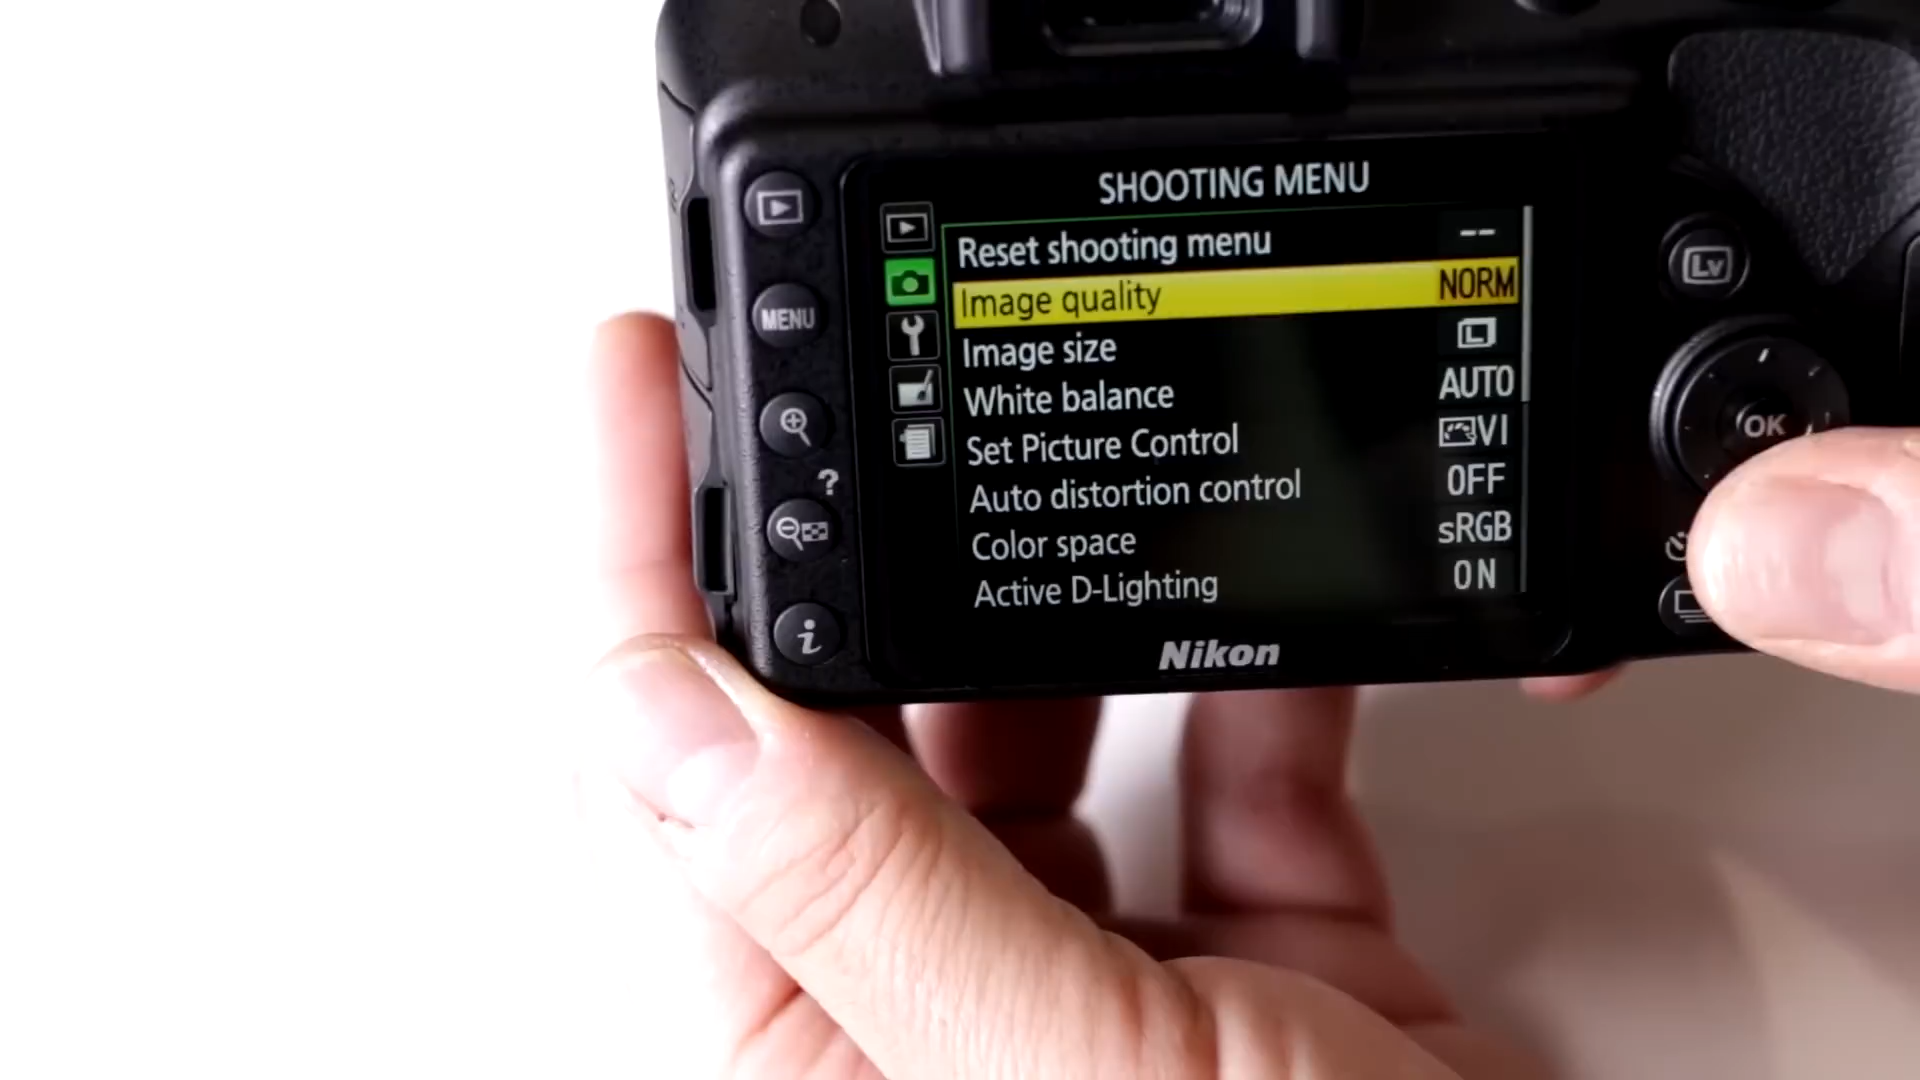 SHOOTING MENU
Reset shooting menu --
Image quality NORM
Image size L
White balance AUTO
Set Picture Control VI
Auto distortion control OFF
Color space sRGB
Active D-Lighting ON
Nikon
MENU
?
i
Lv
OK